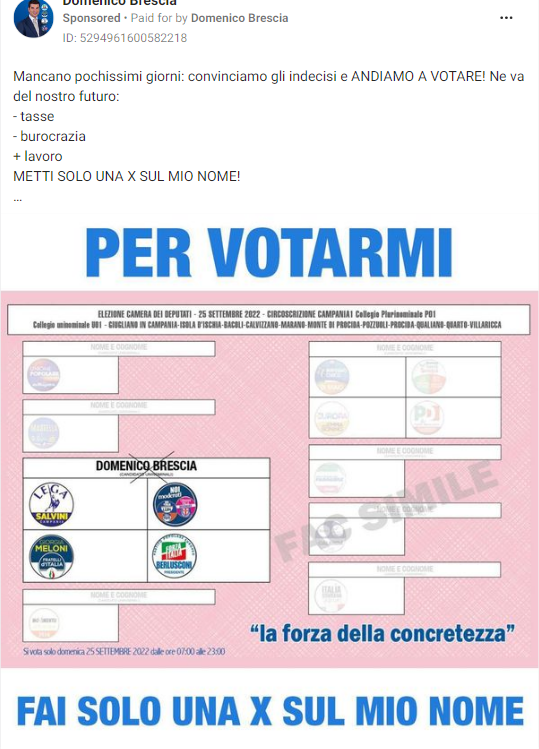 Domenico Brescia
Sponsored • Paid for by Domenico Brescia
ID: 5294961600582218
Mancano pochissimi giorni: convinciamo gli indecisi e ANDIAMO A VOTARE! Ne va
del nostro futuro:
- tasse
- burocrazia
+ lavoro
METTI SOLO UNA X SUL MIO NOME!
...
PER VOTARMI
ELEZIONE CAMERA DEI DEPUTATI - 25 SETTEMBRE 2022 - CIRCOSCRIZIONE CAMPANIA1 Collegio Plurinominale P01
Collegio uninominale U01 - GIUGLIANO IN CAMPANIA-ISOLA D'ISCHIA-BACOLI-CALVIZZANO-MARANO-MONTE DI PROCIDA-POZZUOLI-PROCIDA-QUALIANO-QUARTO-VILLARICCA
NOME E COGNOME
NOME E COGNOME
DOMENICO BRESCIA
(CANDIDATO UNINOMINALE)
LEGA
SALVINI
NOI
moderati
GIORGIA
MELONI
FRATELLI
d'ITALIA
FORZA
ITALIA
BERLUSCONI
PRESIDENTE
NOME E COGNOME
NOME E COGNOME
PD
NOME E COGNOME
NOME E COGNOME
NOME E COGNOME
ITALIA
FAC SIMILE
"la forza della concretezza"
Si vota solo domenica 25 SETTEMBRE 2022 dalle ore 07:00 alle 23:00
FAI SOLO UNA X SUL MIO NOME